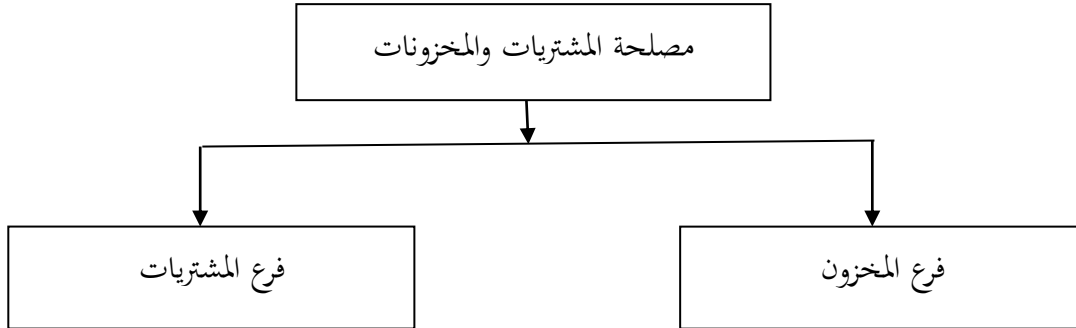 مصلحة المشتريات والمخزونات
فرع المخزون
فرع المشتريات